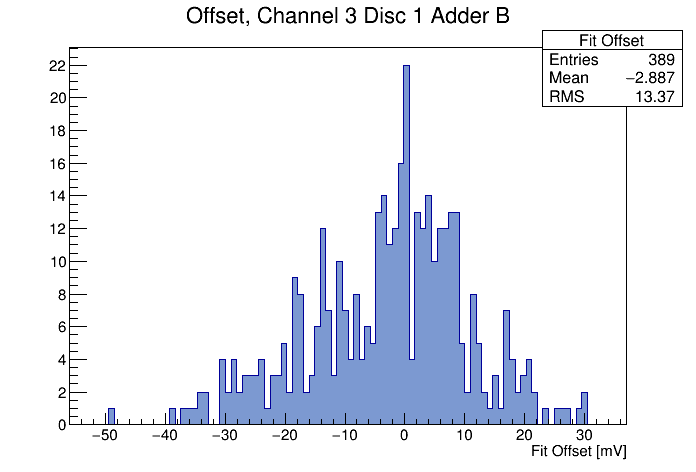 Offset, Channel 3 Disc 1 Adder B
Fit Offset
Entries 389
Mean −2.887
RMS 13.37
22
20
18
16
14
12
10
8
6
4
2
0
−50 −40 −30 −20 −10 0 10 20 30
Fit Offset [mV]